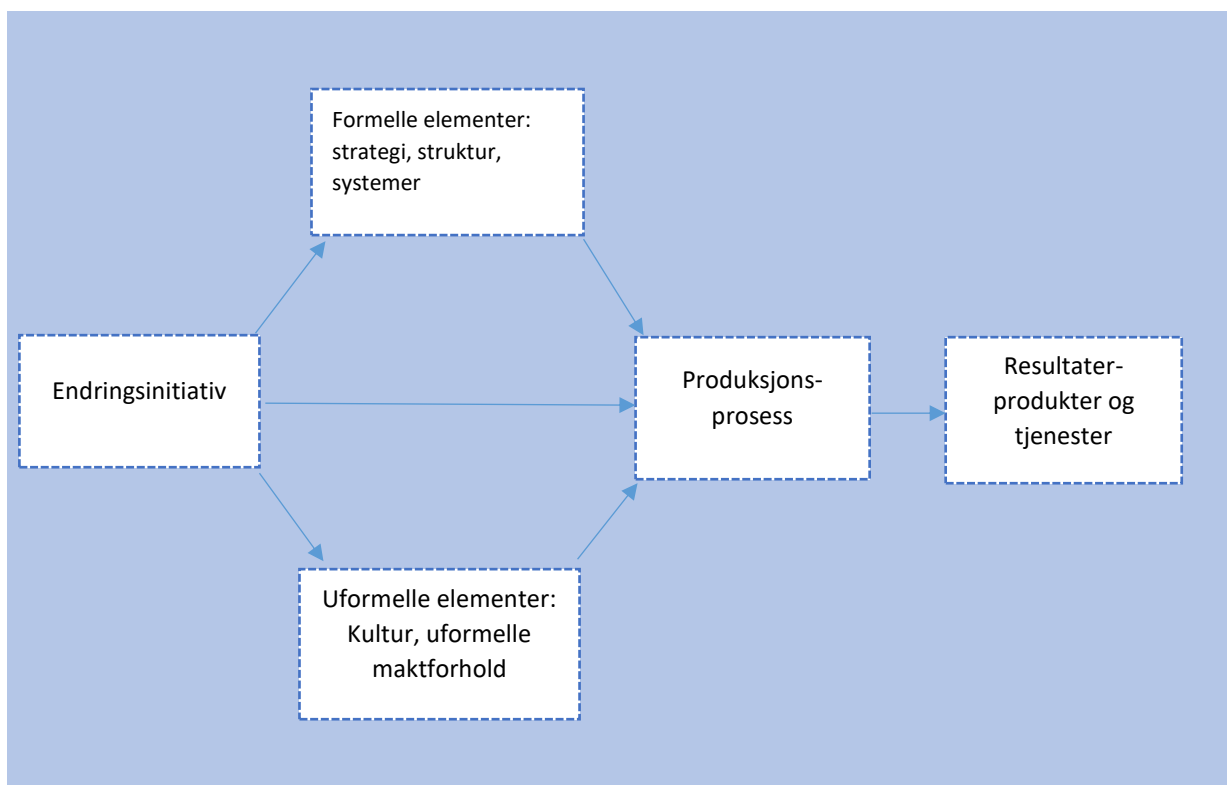 Formelle elementer:
strategi, struktur,
systemer
Endringsinitiativ
Produksjons-
prosess
Resultater-
produkter og
tjenester
Uformelle elementer:
Kultur, uformelle
maktforhold